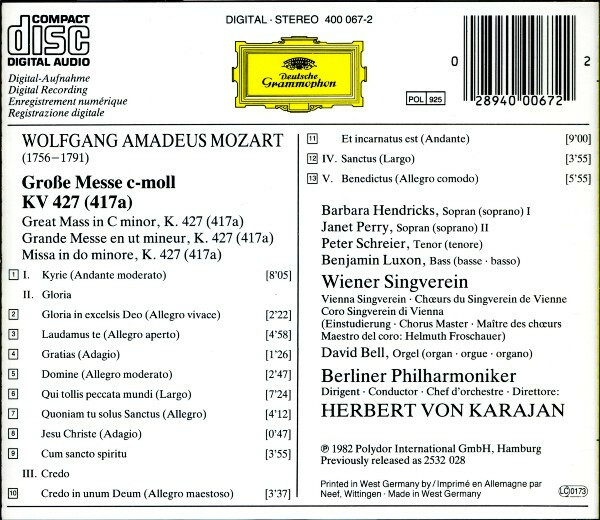 COMPACT
disc
DIGITAL AUDIO
Digital-Aufnahme
Digital Recording
Enregistrement numérique
Registrazione digitale
DIGITAL · STEREO 400 067-2
Deutsche
Grammophon
POL 925
0 28940 00672 2
WOLFGANG AMADEUS MOZART
(1756–1791)
Große Messe c-moll
KV 427 (417a)
Great Mass in C minor, K. 427 (417a)
Grande Messe en ut mineur, K. 427 (417a)
Missa in do minore, K. 427 (417a)
1 I. Kyrie (Andante moderato) [8'05]
II. Gloria
2 Gloria in excelsis Deo (Allegro vivace) [2'22]
3 Laudamus te (Allegro aperto) [4'58]
4 Gratias (Adagio) [1'26]
5 Domine (Allegro moderato) [2'47]
6 Qui tollis peccata mundi (Largo) [7'24]
7 Quoniam tu solus Sanctus (Allegro) [4'12]
8 Jesu Christe (Adagio) [0'47]
9 Cum sancto spiritu [3'55]
III. Credo
10 Credo in unum Deum (Allegro maestoso) [3'37]
11 Et incarnatus est (Andante) [9'00]
12 IV. Sanctus (Largo) [3'55]
13 V. Benedictus (Allegro comodo) [5'55]
Barbara Hendricks, Sopran (soprano) I
Janet Perry, Sopran (soprano) II
Peter Schreier, Tenor (tenore)
Benjamin Luxon, Bass (basse · basso)
Wiener Singverein
Vienna Singverein · Chœurs du Singverein de Vienne
Coro Singverein di Vienna
(Einstudierung · Chorus Master · Maître des chœurs
Maestro del coro: Helmuth Froschauer)
David Bell, Orgel (organ · orgue · organo)
Berliner Philharmoniker
Dirigent · Conductor · Chef d'orchestre · Direttore:
HERBERT VON KARAJAN
℗ 1982 Polydor International GmbH, Hamburg
Previously released as 2532 028
Printed in West Germany by / Imprimé en Allemagne par
Neef, Wittingen · Made in West Germany
LC 0173